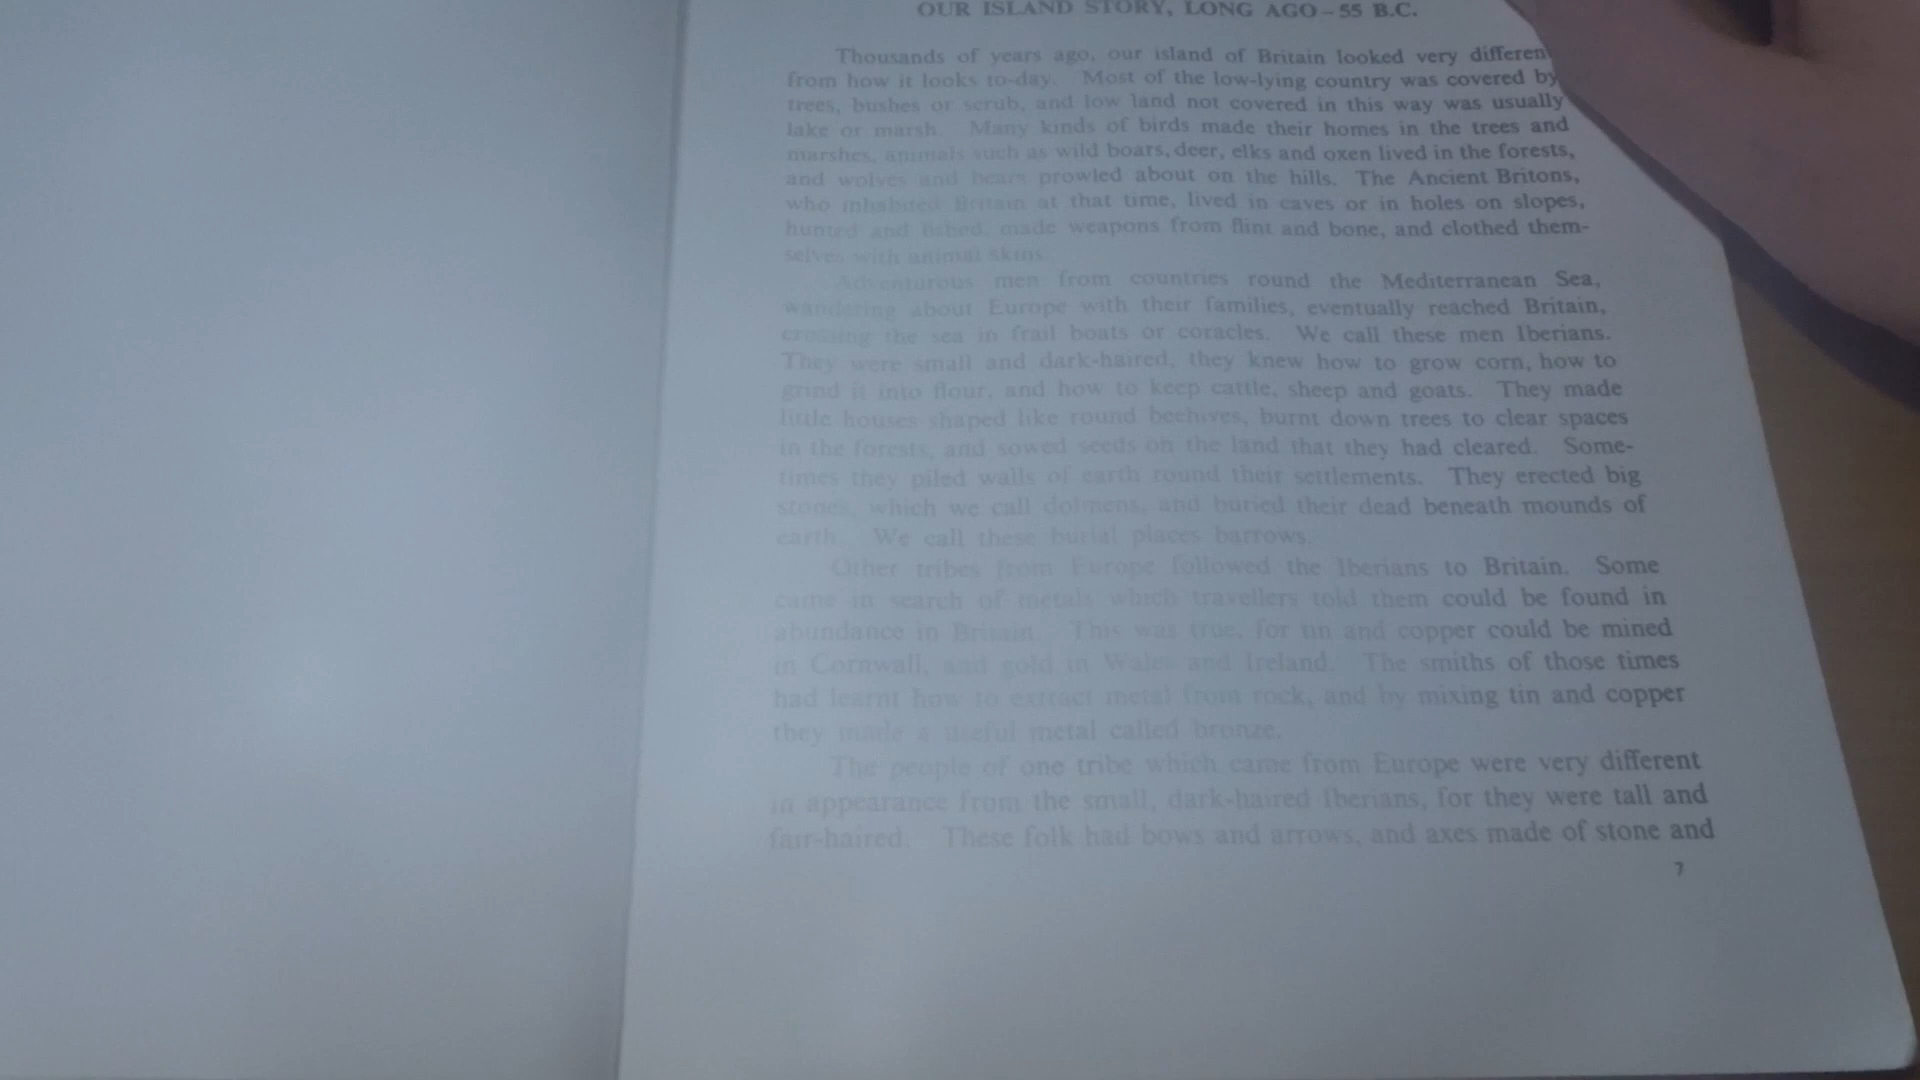 OUR ISLAND STORY, LONG AGO – 55 B.C.
Thousands of years ago, our island of Britain looked very differen
from how it looks to-day. Most of the low-lying country was covered by
trees, bushes or scrub, and low land not covered in this way was usually
lake or marsh. Many kinds of birds made their homes in the trees and
marshes, animals such as wild boars, deer, elks and oxen lived in the forests,
and wolves and bears prowled about on the hills. The Ancient Britons,
who inhabited Britain at that time, lived in caves or in holes on slopes,
hunted and fished, made weapons from flint and bone, and clothed them-
selves with animal skins.
Adventurous men from countries round the Mediterranean Sea,
wandering about Europe with their families, eventually reached Britain,
crossing the sea in frail boats or coracles. We call these men Iberians.
They were small and dark-haired, they knew how to grow corn, how to
grind it into flour, and how to keep cattle, sheep and goats. They made
little houses shaped like round beehives, burnt down trees to clear spaces
in the forests, and sowed seeds on the land that they had cleared. Some-
times they piled walls of earth round their settlements. They erected big
stones, which we call dolmens, and buried their dead beneath mounds of
earth. We call these burial places barrows.
Other tribes from Europe followed the Iberians to Britain. Some
came in search of metals which travellers told them could be found in
abundance in Britain. This was true, for tin and copper could be mined
in Cornwall, and gold in Wales and Ireland. The smiths of those times
had learnt how to extract metal from rock, and by mixing tin and copper
they made a useful metal called bronze.
The people of one tribe which came from Europe were very different
in appearance from the small, dark-haired Iberians, for they were tall and
fair-haired. These folk had bows and arrows, and axes made of stone and
7